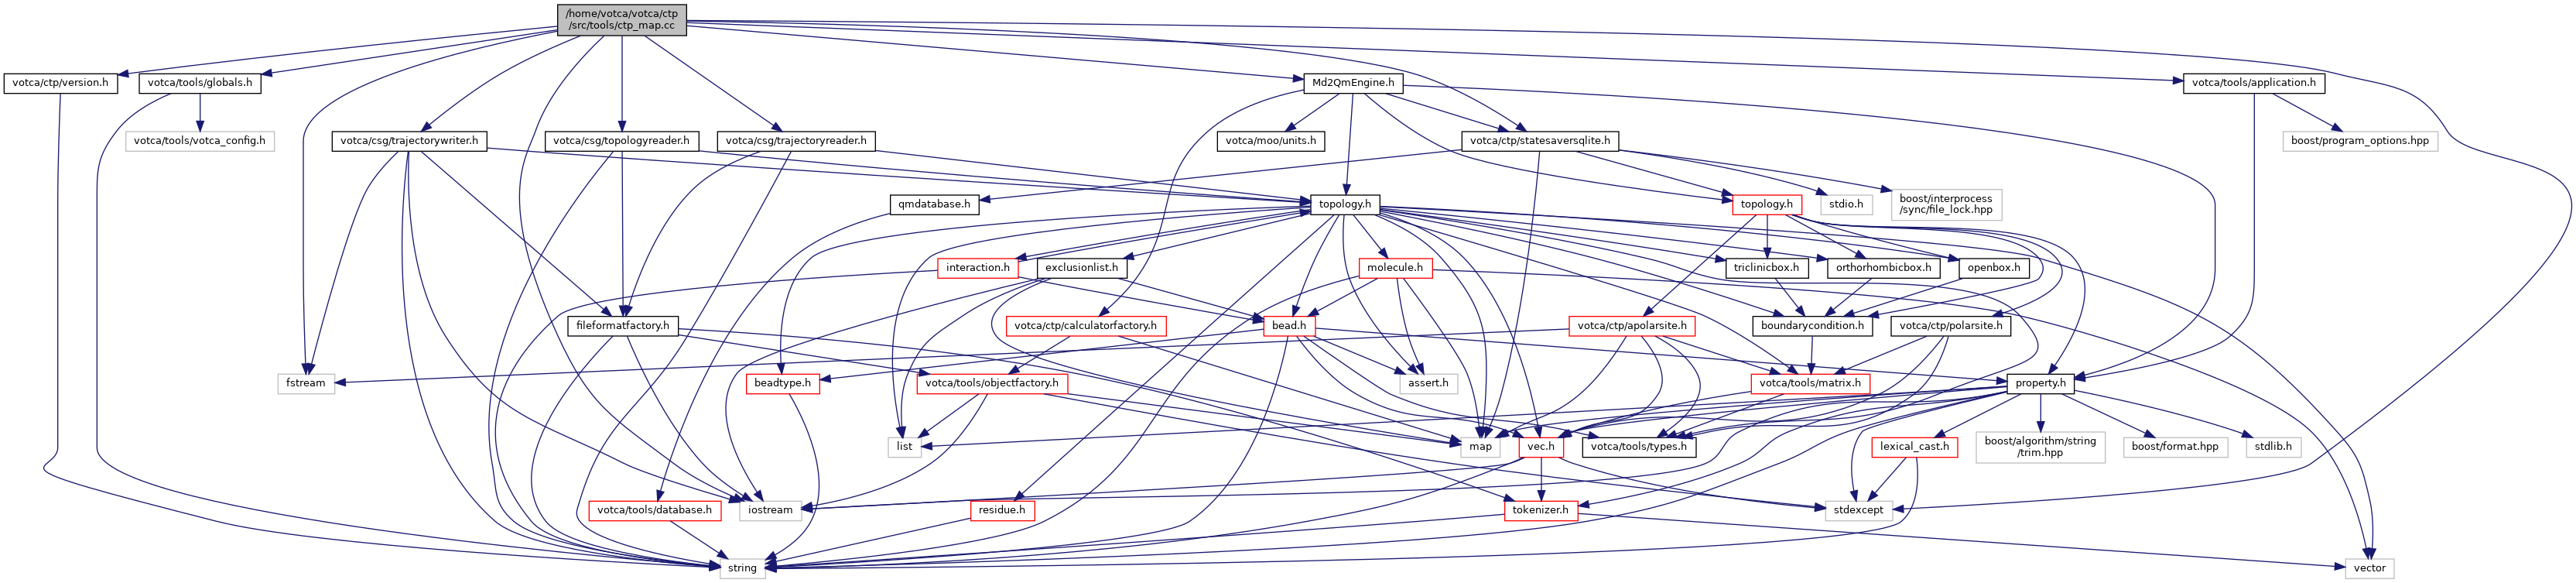 /home/votca/votca/ctp
/src/tools/ctp_map.cc
votca/ctp/version.h
votca/tools/globals.h
Md2QmEngine.h
votca/tools/application.h
votca/tools/votca_config.h
votca/csg/trajectorywriter.h
votca/csg/topologyreader.h
votca/csg/trajectoryreader.h
votca/moo/units.h
votca/ctp/statesaversqlite.h
boost/program_options.hpp
qmdatabase.h
topology.h
topology.h
stdio.h
boost/interprocess
/sync/file_lock.hpp
interaction.h
exclusionlist.h
molecule.h
triclinicbox.h
orthorhombicbox.h
openbox.h
fileformatfactory.h
votca/ctp/calculatorfactory.h
bead.h
votca/ctp/apolarsite.h
boundarycondition.h
votca/ctp/polarsite.h
fstream
beadtype.h
votca/tools/objectfactory.h
assert.h
votca/tools/matrix.h
property.h
list
map
vec.h
votca/tools/types.h
lexical_cast.h
boost/algorithm/string
/trim.hpp
boost/format.hpp
stdlib.h
votca/tools/database.h
iostream
residue.h
tokenizer.h
stdexcept
string
vector